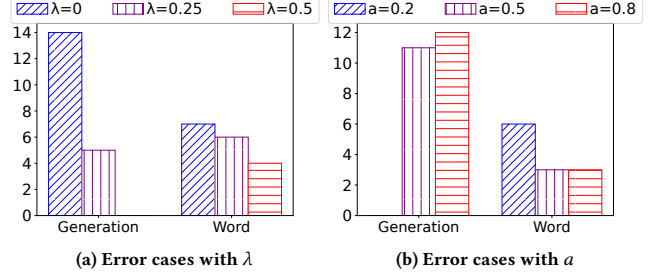 λ=0 λ=0.25 λ=0.5
14
12
10
8
6
4
2
0
Generation Word
(a) Error cases with λ
a=0.2 a=0.5 a=0.8
12
10
8
6
4
2
0
Generation Word
(b) Error cases with a